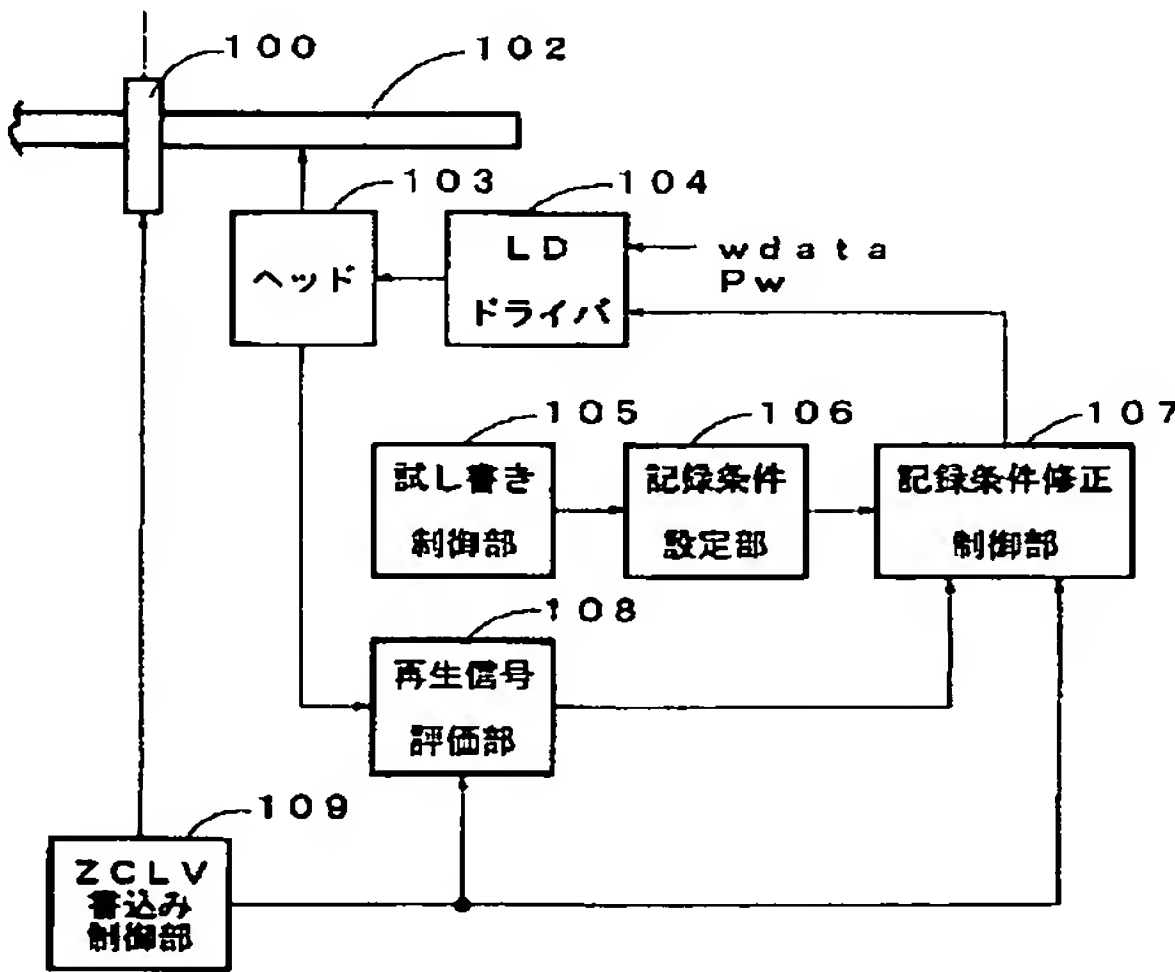 100
102
103
104
ヘッド
LD
ドライバ
wdata
Pw
105
106
107
試し書き
制御部
記録条件
設定部
記録条件修正
制御部
108
再生信号
評価部
109
ZCLV
書込み
制御部